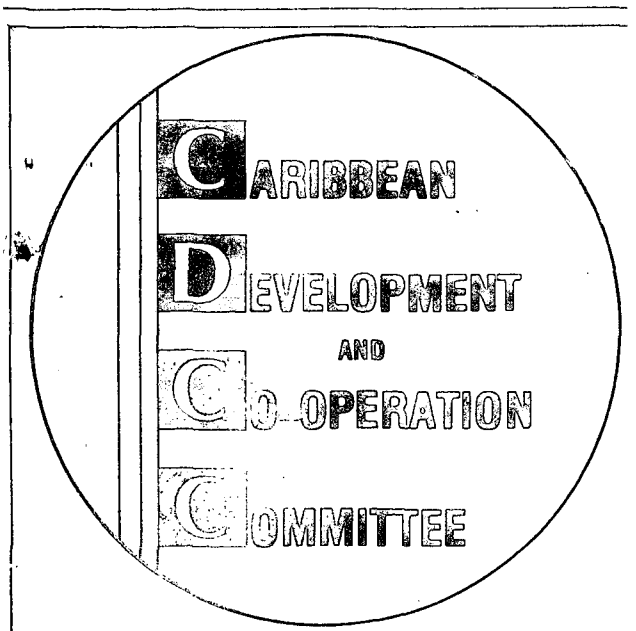 CARIBBEAN
DEVELOPMENT
AND
CO OPERATION
COMMITTEE